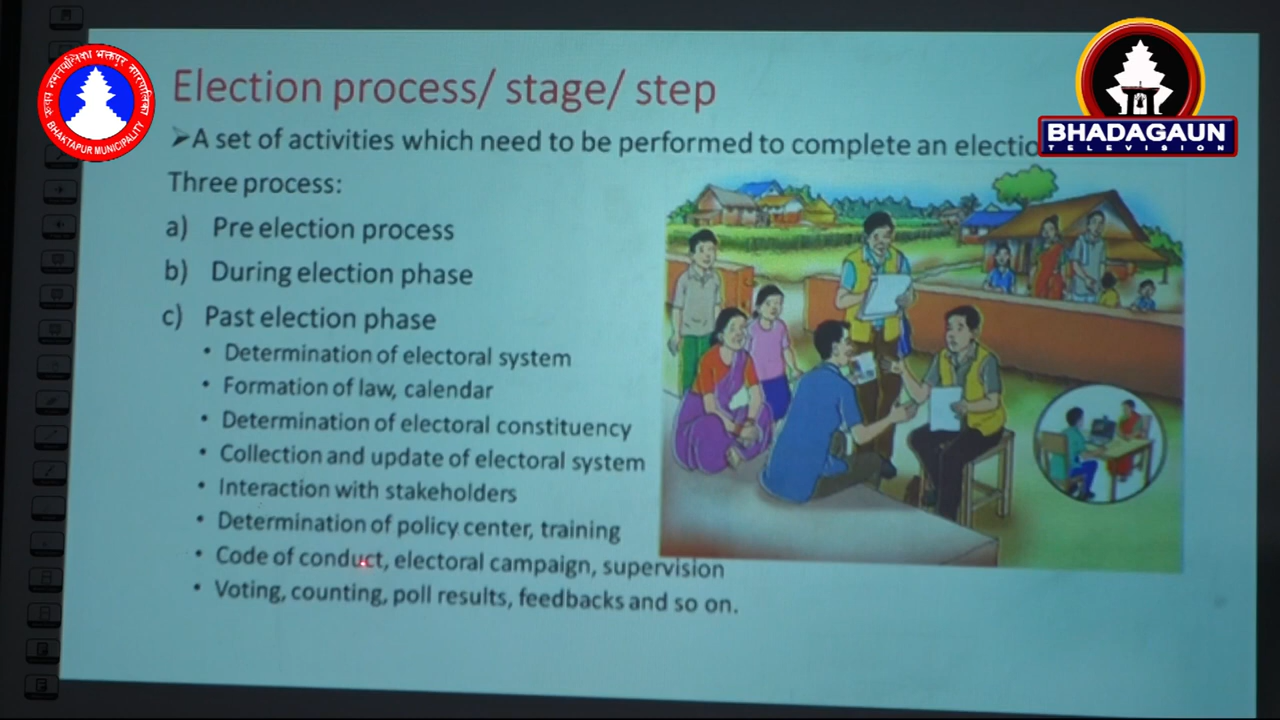 Election process/ stage/ step
➤A set of activities which need to be performed to complete an electio
Three process:
a) Pre election process
b) During election phase
c) Past election phase
• Determination of electoral system
• Formation of law, calendar
• Determination of electoral constituency
• Collection and update of electoral system
• Interaction with stakeholders
• Determination of policy center, training
• Code of conduct, electoral campaign, supervision
• Voting, counting, poll results, feedbacks and so on.
भक्तपुर नगरपालिका
BHAKTAPUR MUNICIPALITY
BHADAGAUN
TELEVISION